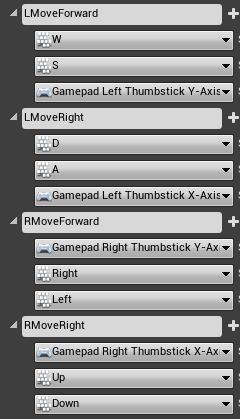 LMoveForward
W
S
Gamepad Left Thumbstick Y-Axis
LMoveRight
D
A
Gamepad Left Thumbstick X-Axis
RMoveForward
Gamepad Right Thumbstick Y-Ax
Right
Left
RMoveRight
Gamepad Right Thumbstick X-Ax
Up
Down